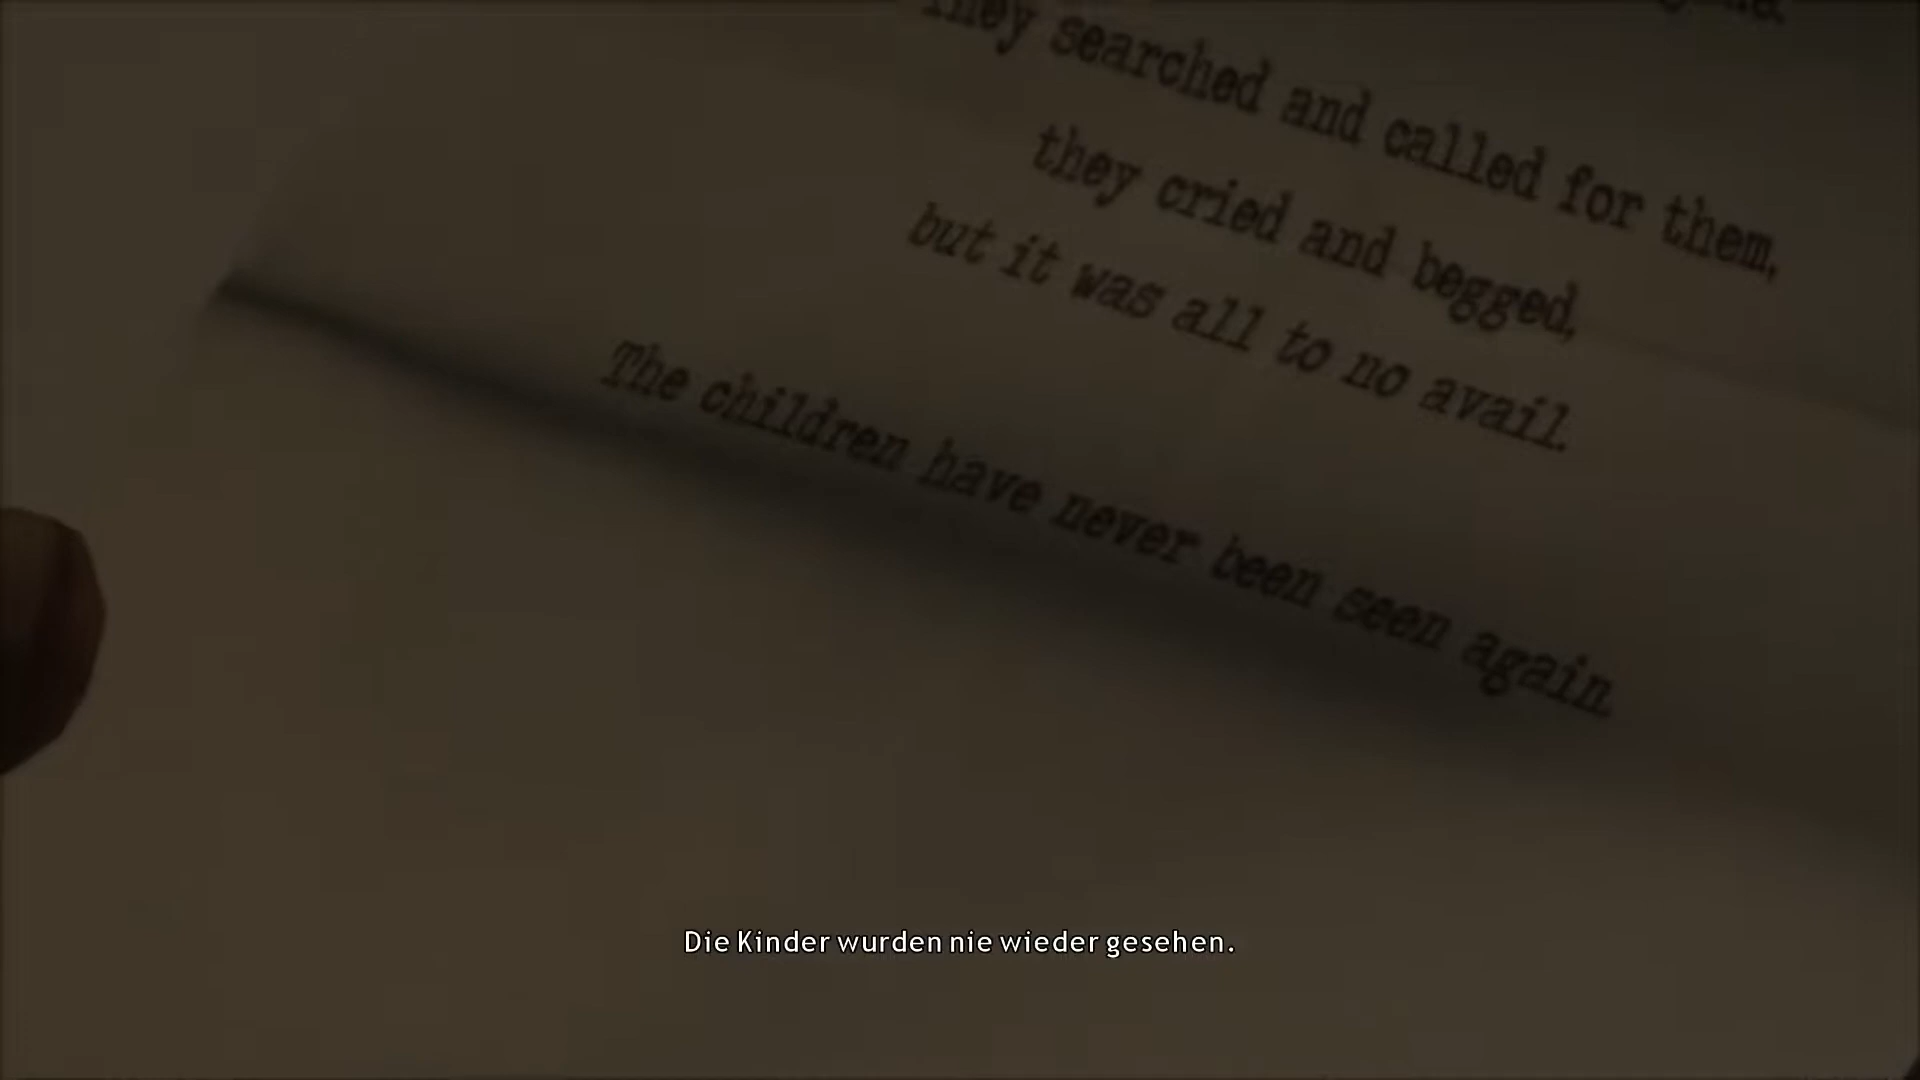 They searched and called for them,
they cried and begged,
but it was all to no avail.
The children have never been seen again.
Die Kinder wurden nie wieder gesehen.